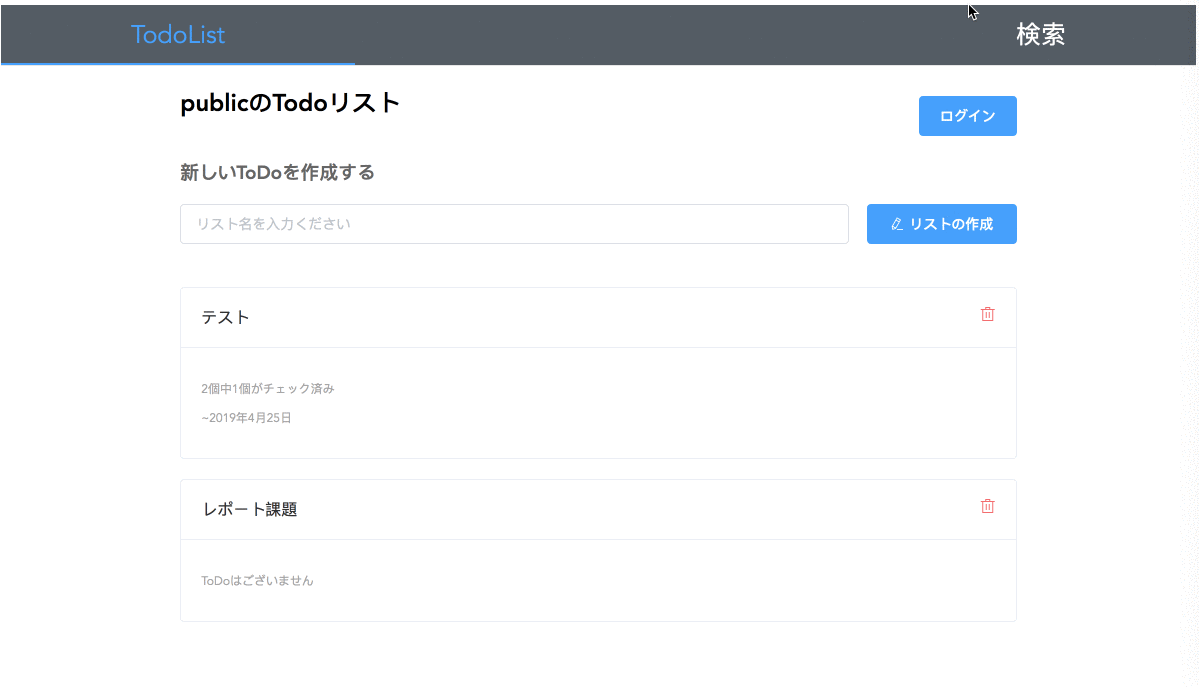 TodoList
検索
publicのTodoリスト
ログイン
新しいToDoを作成する
リスト名を入力ください
リストの作成
テスト
2個中1個がチェック済み
~2019年4月25日
レポート課題
ToDoはございません